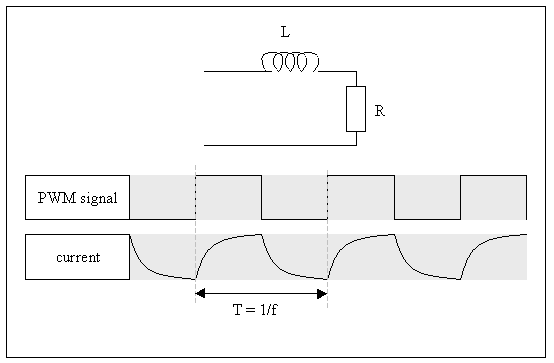 L
R
PWM signal
current
T = 1/f